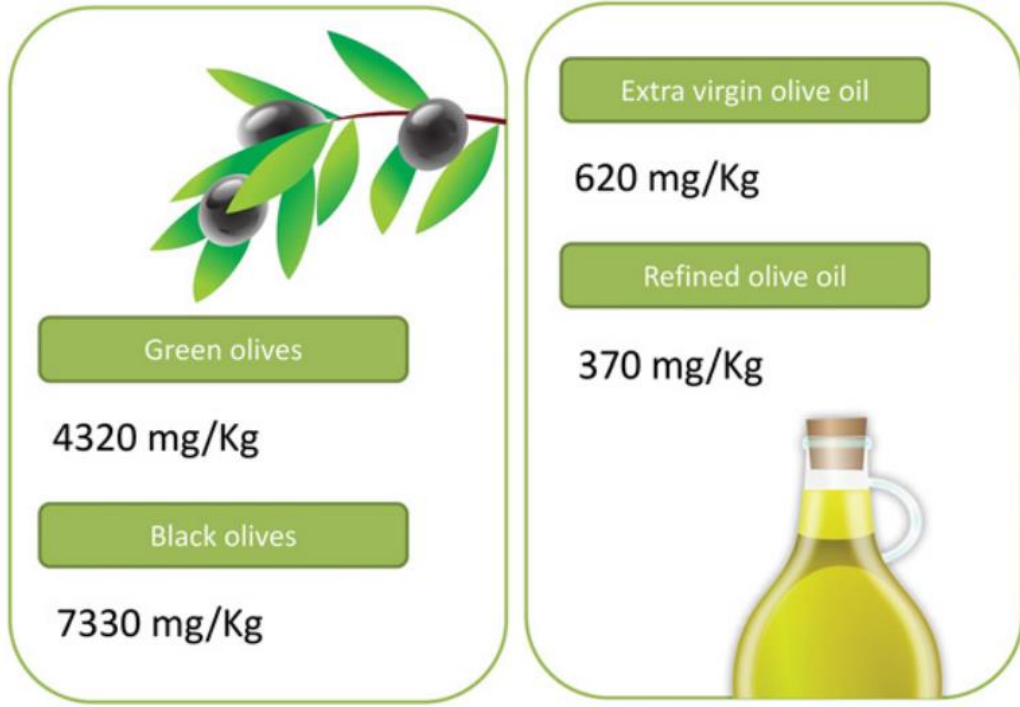 Green olives
4320 mg/Kg
Black olives
7330 mg/Kg
Extra virgin olive oil
620 mg/Kg
Refined olive oil
370 mg/Kg